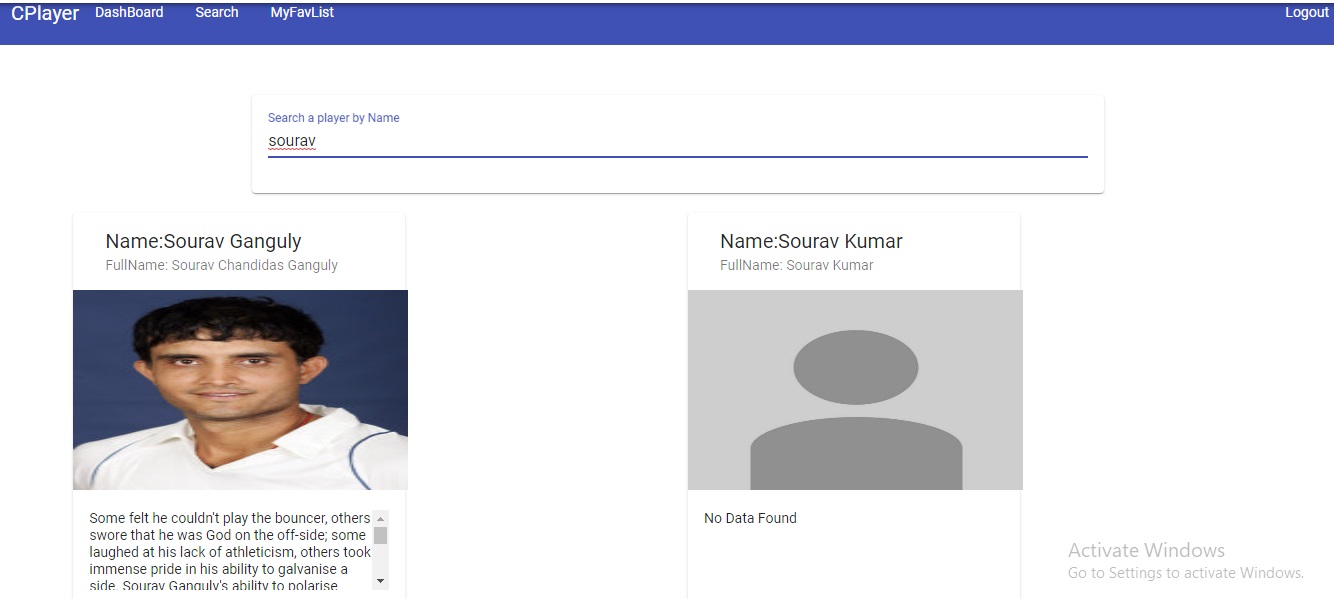 CPlayer DashBoard Search MyFavList Logout
Search a player by Name
sourav
Name:Sourav Ganguly
FullName: Sourav Chandidas Ganguly
Some felt he couldn't play the bouncer, others
swore that he was God on the off-side; some
laughed at his lack of athleticism, others took
immense pride in his ability to galvanise a
side. Sourav Ganguly's ability to polarise
Name:Sourav Kumar
FullName: Sourav Kumar
No Data Found
Activate Windows
Go to Settings to activate Windows.